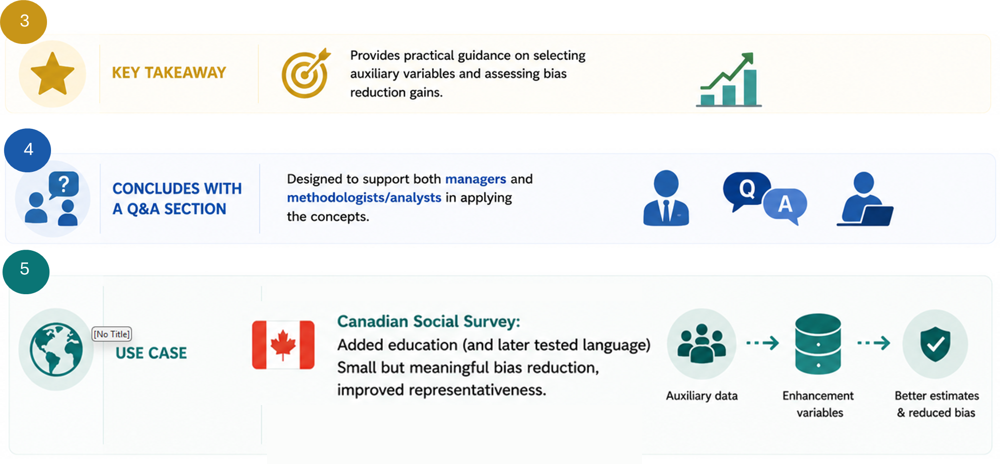 3
KEY TAKEAWAY
Provides practical guidance on selecting
auxiliary variables and assessing bias
reduction gains.
4
?
CONCLUDES WITH
A Q&A SECTION
Designed to support both managers and
methodologists/analysts in applying
the concepts.
Q
A
5
[No Title]
USE CASE
Canadian Social Survey:
Added education (and later tested language)
Small but meaningful bias reduction,
improved representativeness.
Auxiliary data
Enhancement
variables
Better estimates
& reduced bias